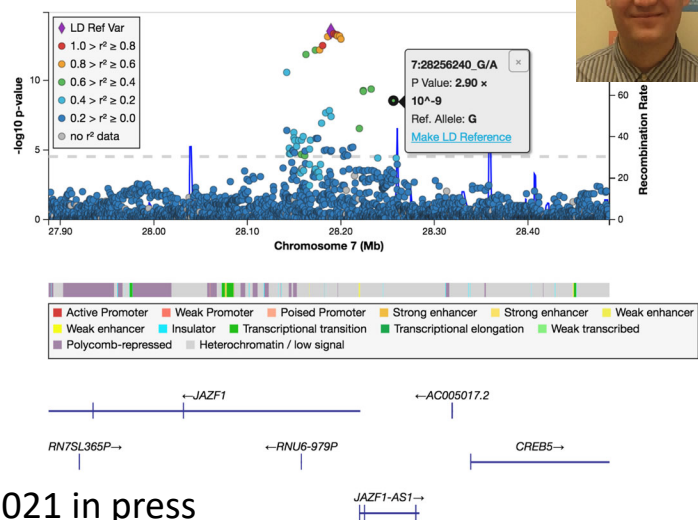 LD Ref Var
1.0 > r² ≥ 0.8
0.8 > r² ≥ 0.6
0.6 > r² ≥ 0.4
0.4 > r² ≥ 0.2
0.2 > r² ≥ 0.0
no r² data
-log10 p-value
10
5
0
7:28256240_G/A
×
P Value: 2.90 ×
10^-9
Ref. Allele: G
Make LD Reference
60
40
20
0
Recombination Rate
27.90 28.00 28.10 28.20 28.30 28.40
Chromosome 7 (Mb)
Active Promoter Weak Promoter Poised Promoter Strong enhancer Strong enhancer Weak enhancer
Weak enhancer Insulator Transcriptional transition Transcriptional elongation Weak transcribed
Polycomb-repressed Heterochromatin / low signal
←JAZF1 ←AC005017.2
RN7SL365P→ ←RNU6-979P CREB5→
JAZF1-AS1→
021 in press